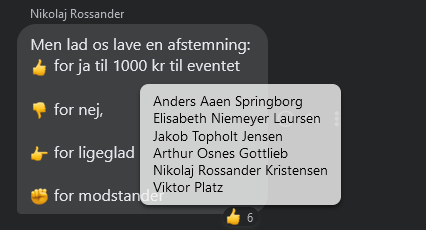 Nikolaj Rossander
Men lad os lave en afstemning:
👍 for ja til 1000 kr til eventet
👎 for nej,
👉 for ligeglad
✊ for modstander
Anders Aaen Springborg
Elisabeth Niemeyer Laursen
Jakob Topholt Jensen
Arthur Osnes Gottlieb
Nikolaj Rossander Kristensen
Viktor Platz
👍 6